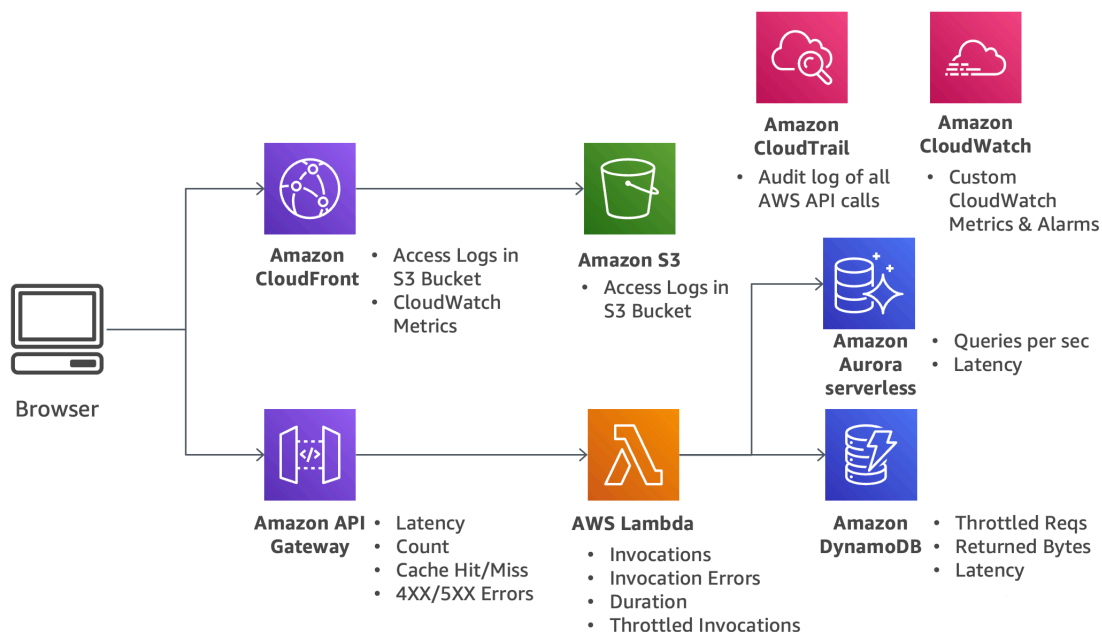 Amazon
CloudTrail
• Audit log of all
AWS API calls
Amazon
CloudWatch
• Custom
CloudWatch
Metrics & Alarms
Amazon
CloudFront
• Access Logs in
S3 Bucket
• CloudWatch
Metrics
Amazon S3
• Access Logs in
S3 Bucket
Amazon
Aurora
serverless
• Queries per sec
• Latency
Browser
</>
Amazon API
Gateway
• Latency
• Count
• Cache Hit/Miss
• 4XX/5XX Errors
AWS Lambda
• Invocations
• Invocation Errors
• Duration
• Throttled Invocations
Amazon
DynamoDB
• Throttled Reqs
• Returned Bytes
• Latency